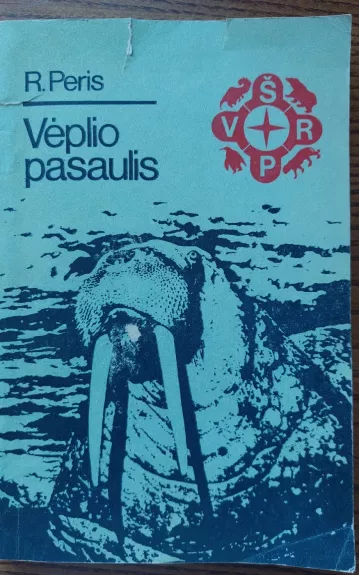 R. Peris
Vėplio
pasaulis
Š
V R
P